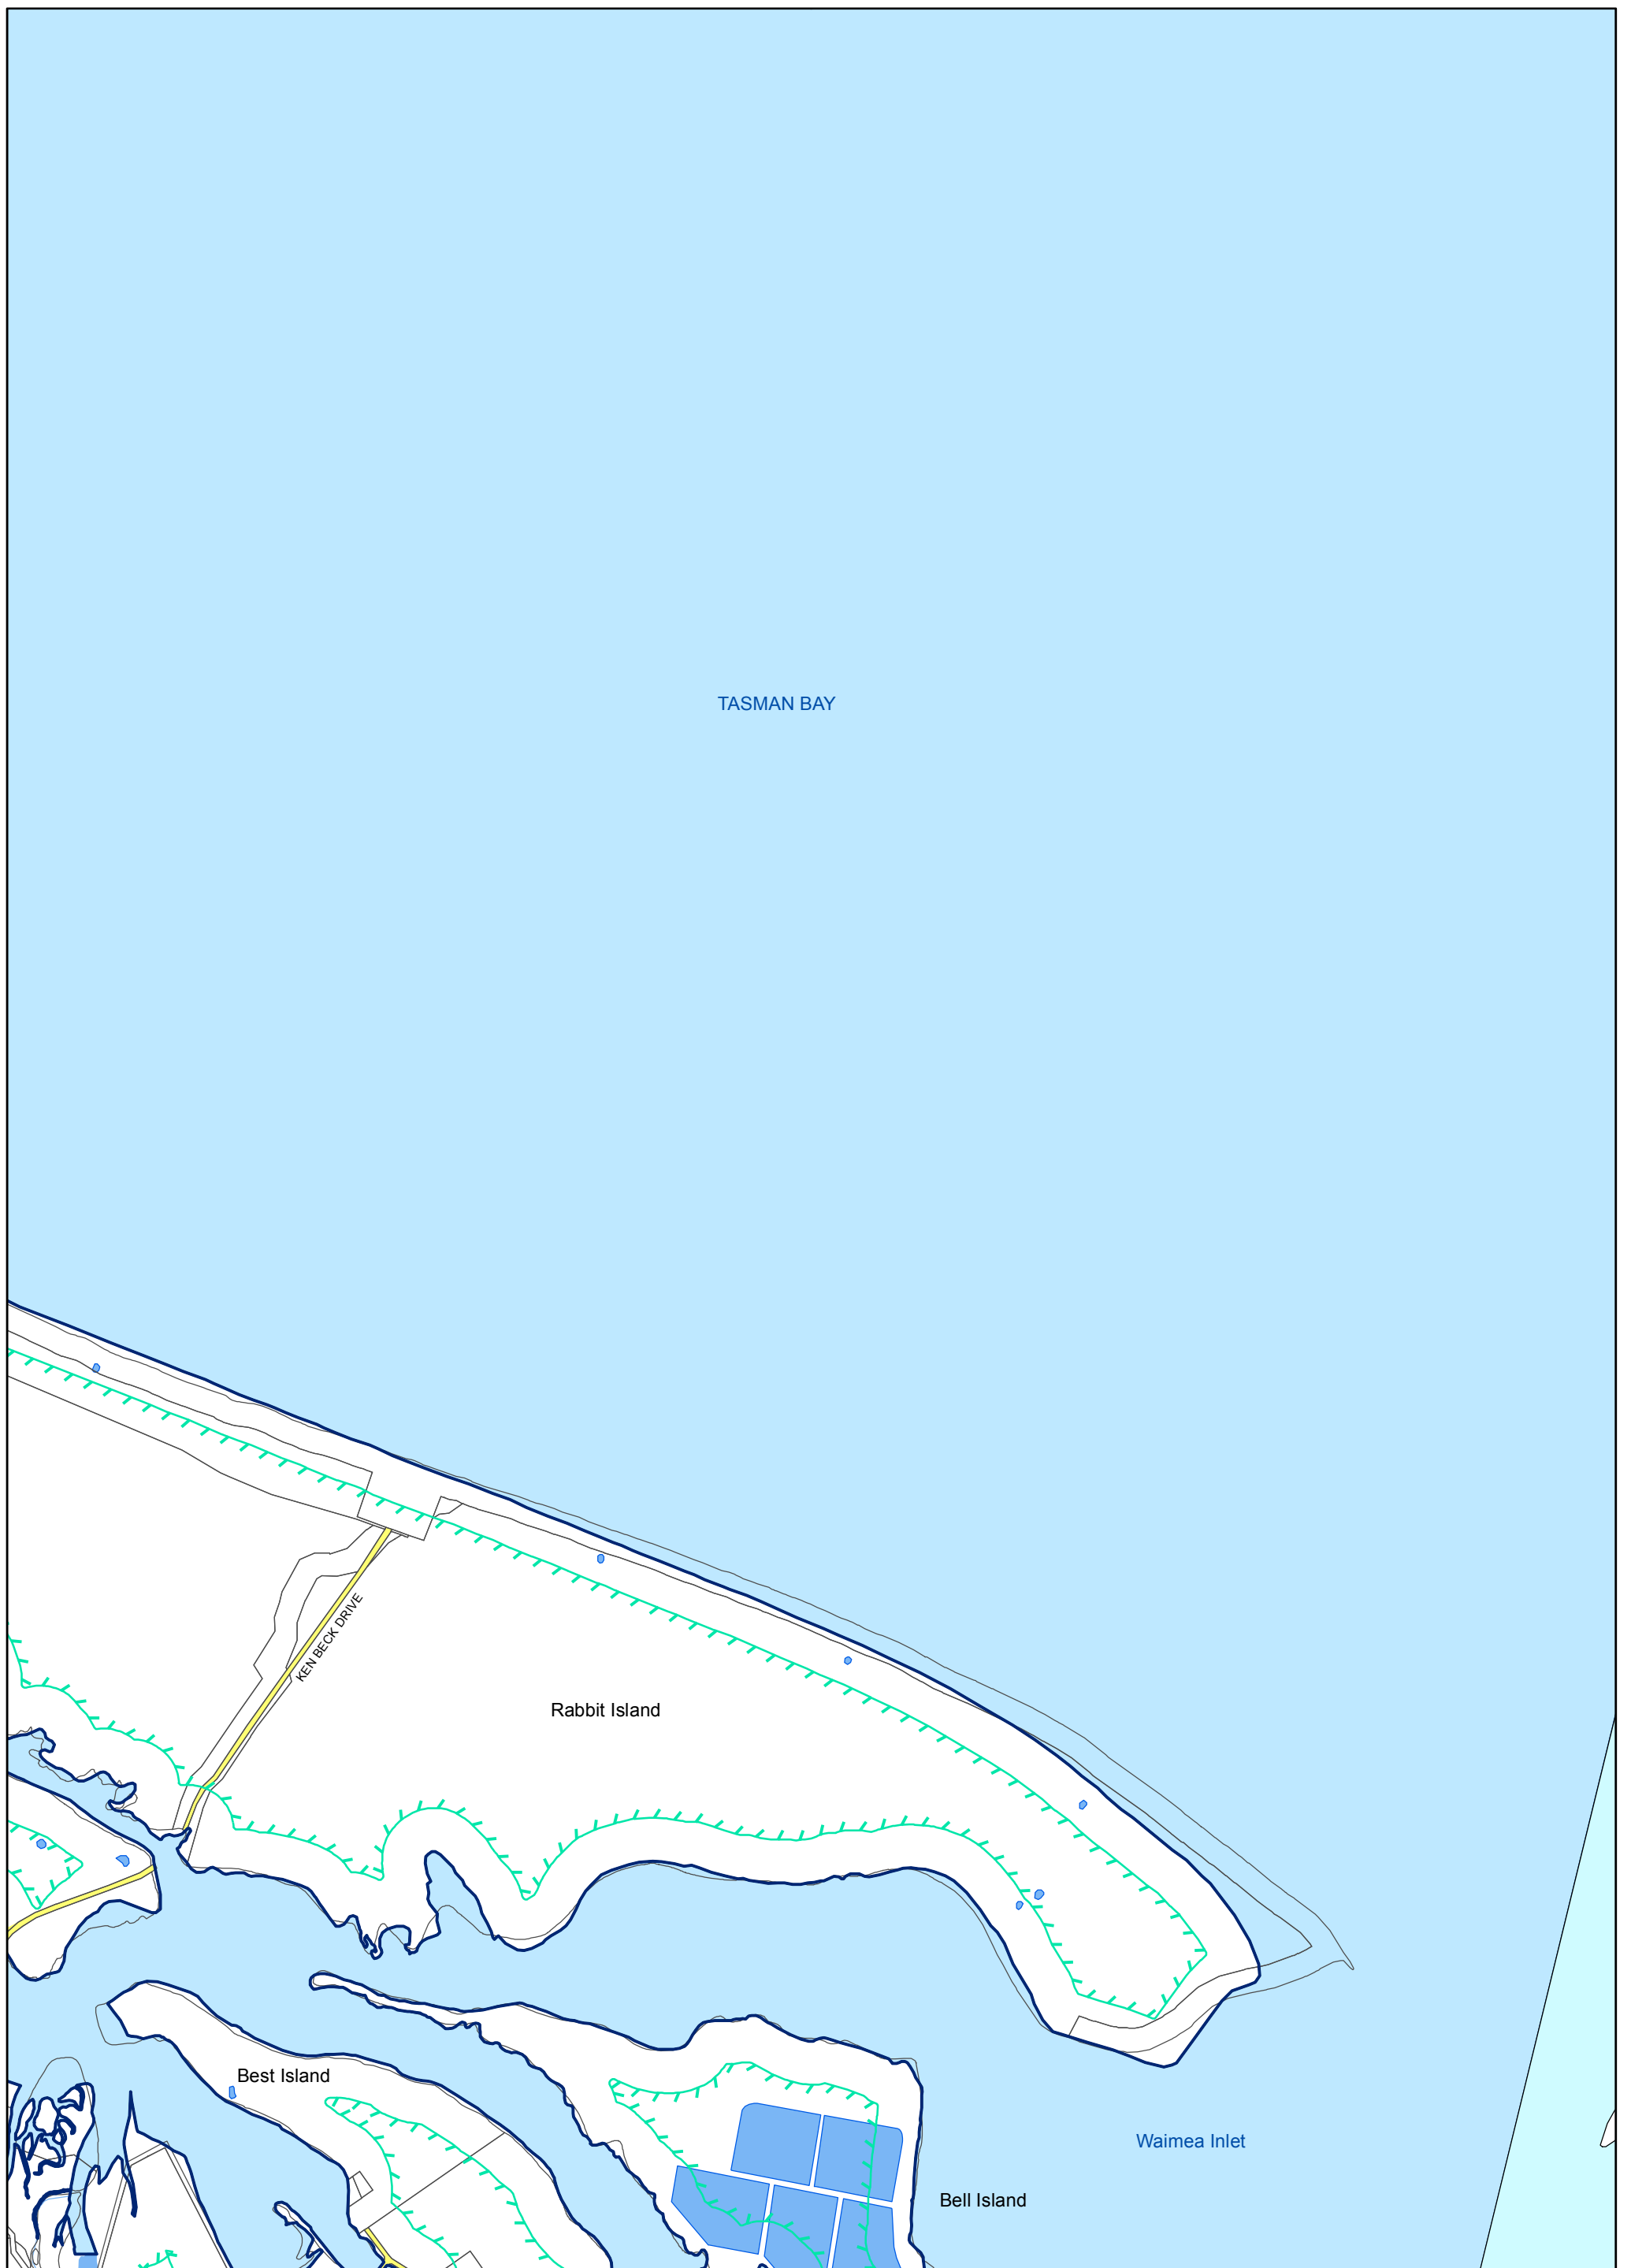 TASMAN BAY
KEN BECK DRIVE
Rabbit Island
Best Island
Waimea Inlet
Bell Island